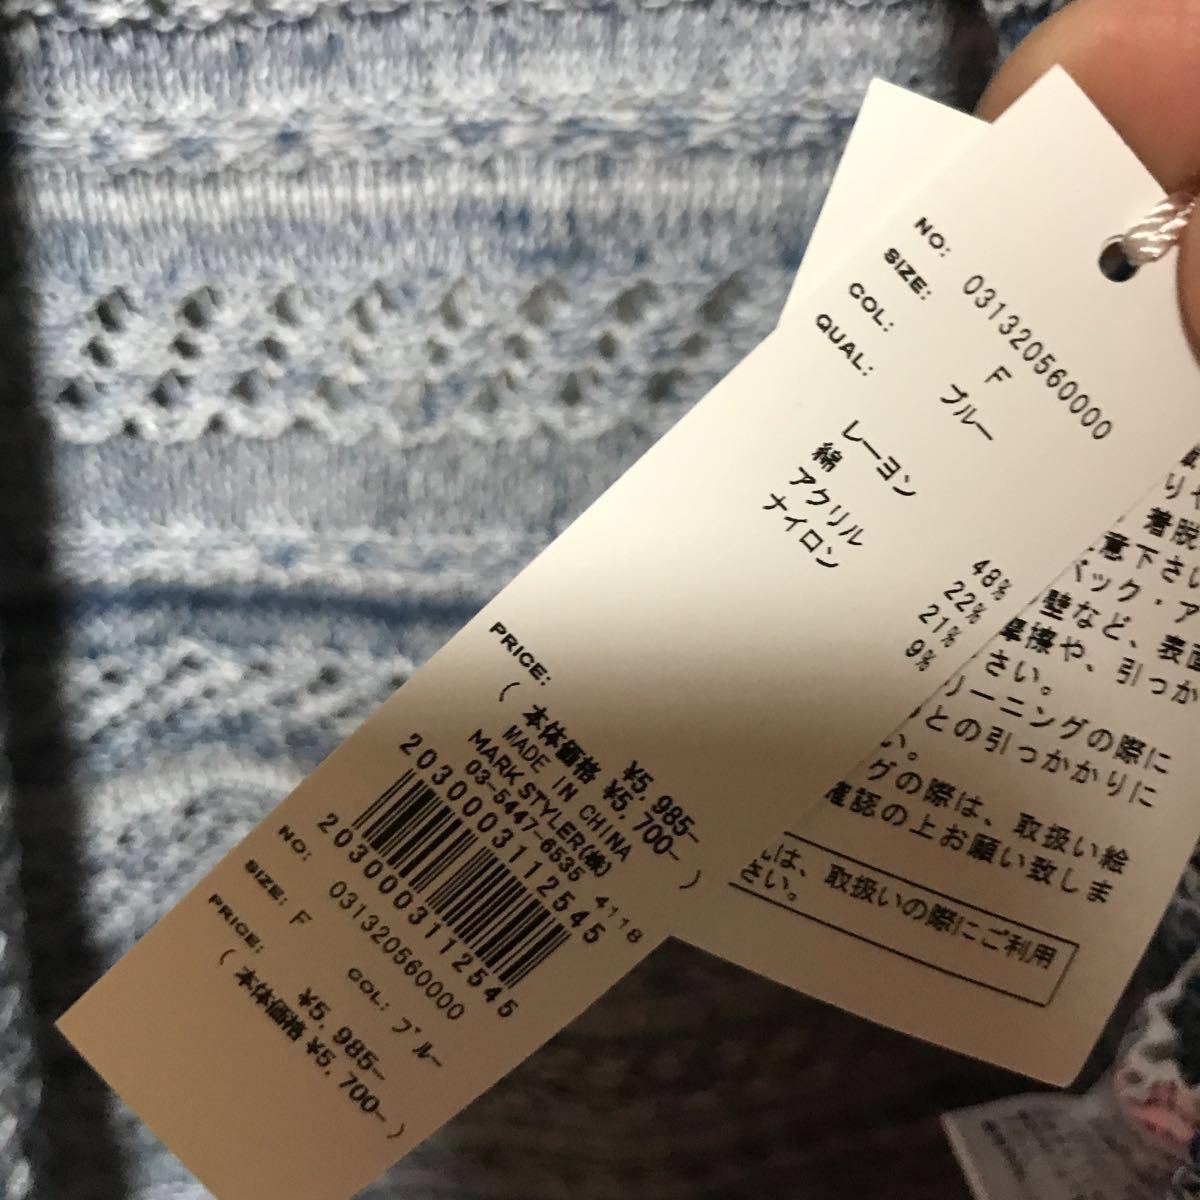 NO: 031320560000
SIZE: F
COL: ブルー
QUAL:
レーヨン 48%
綿 22%
アクリル 21%
ナイロン 9%
PRICE: ¥5,985-
( 本体価格 ¥5,700- )
MADE IN CHINA
MARK STYLER(株)
03-5447-6535 4118
2030003112545
2030003112545
NO: 031320560000
SIZE: F COL: ブルー
PRICE: ¥5,985-
( 本体価格 ¥5,700- )
着脱
意下さい
バック・ア
壁など、表面
摩擦や、引っか
さい。
リーニングの際に
との引っかかりに
い。
グの際は、取扱い絵
確認の上お願い致しま
は、取扱いの際にご利用
さい。